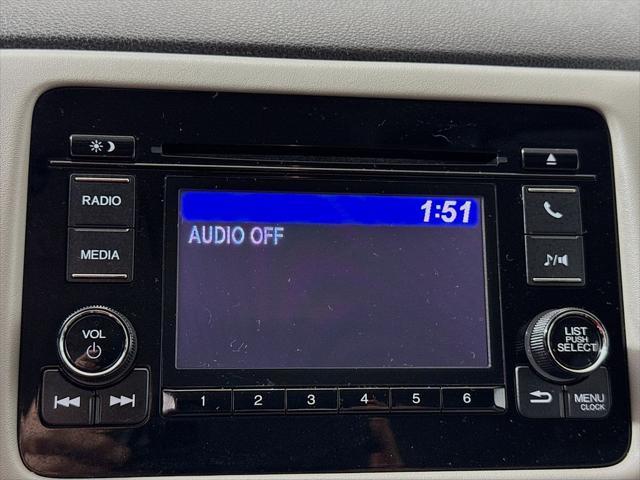 RADIO
MEDIA
VOL
1:51
AUDIO OFF
LIST
PUSH
SELECT
1 2 3 4 5 6
MENU
CLOCK